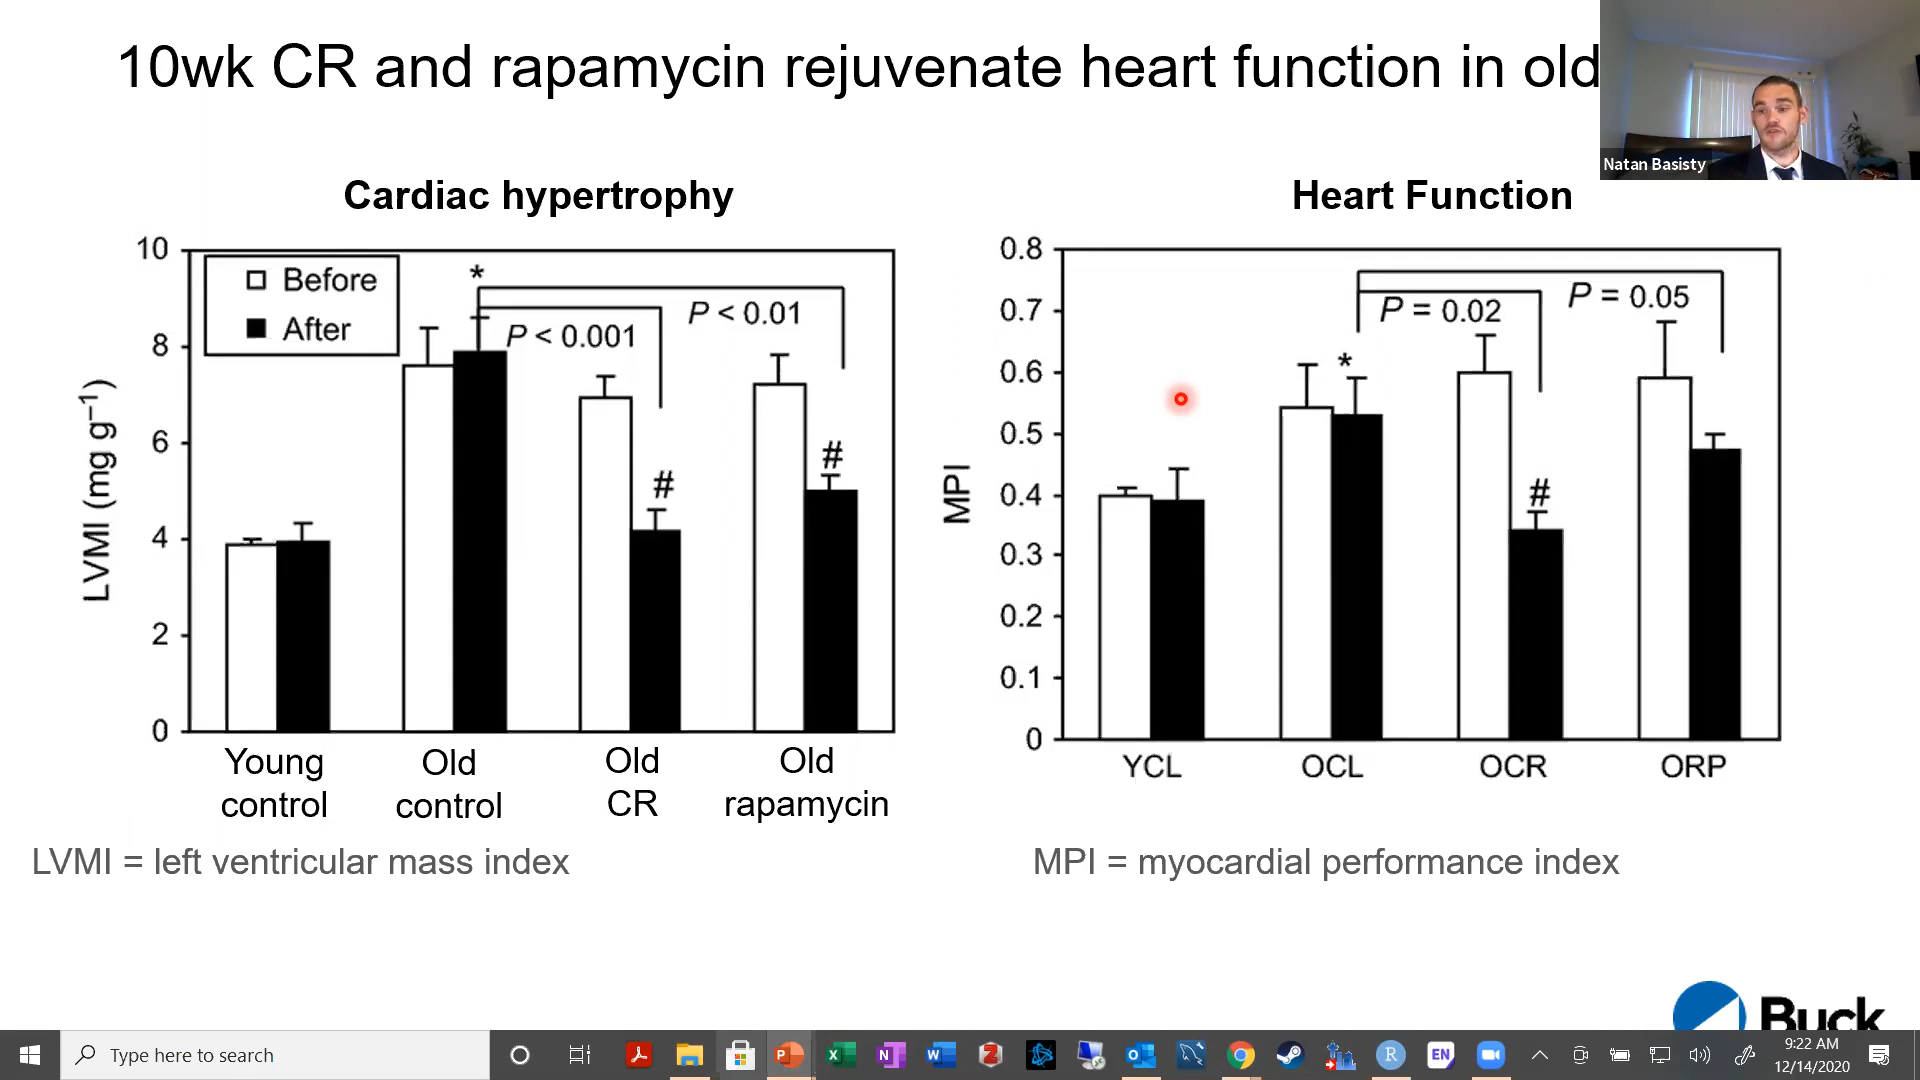 10wk CR and rapamycin rejuvenate heart function in old
Natan Basisty
Cardiac hypertrophy
10
8
6
4
2
0
LVMI (mg g⁻¹)
Before
After
*
P < 0.001
P < 0.01
#
#
Young control
Old control
Old CR
Old rapamycin
LVMI = left ventricular mass index
Heart Function
0.8
0.7
0.6
0.5
0.4
0.3
0.2
0.1
0
MPI
*
P = 0.02
P = 0.05
#
YCL
OCL
OCR
ORP
MPI = myocardial performance index
Buck
Type here to search
EN
9:22 AM
12/14/2020